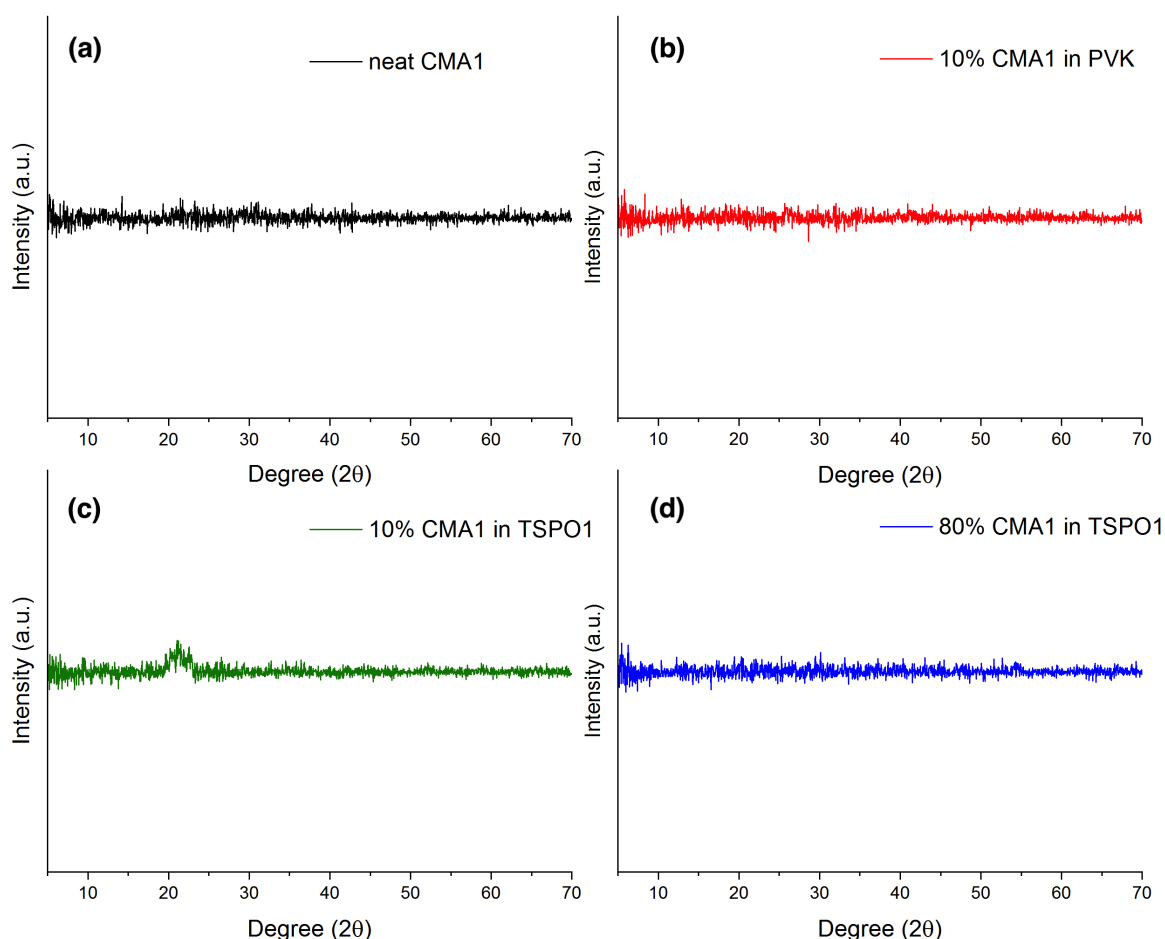 (a)
neat CMA1
Intensity (a.u.)
10 20 30 40 50 60 70
Degree (2θ)
(b)
10% CMA1 in PVK
Intensity (a.u.)
10 20 30 40 50 60 70
Degree (2θ)
(c)
10% CMA1 in TSPO1
Intensity (a.u.)
10 20 30 40 50 60 70
Degree (2θ)
(d)
80% CMA1 in TSPO1
Intensity (a.u.)
10 20 30 40 50 60 70
Degree (2θ)